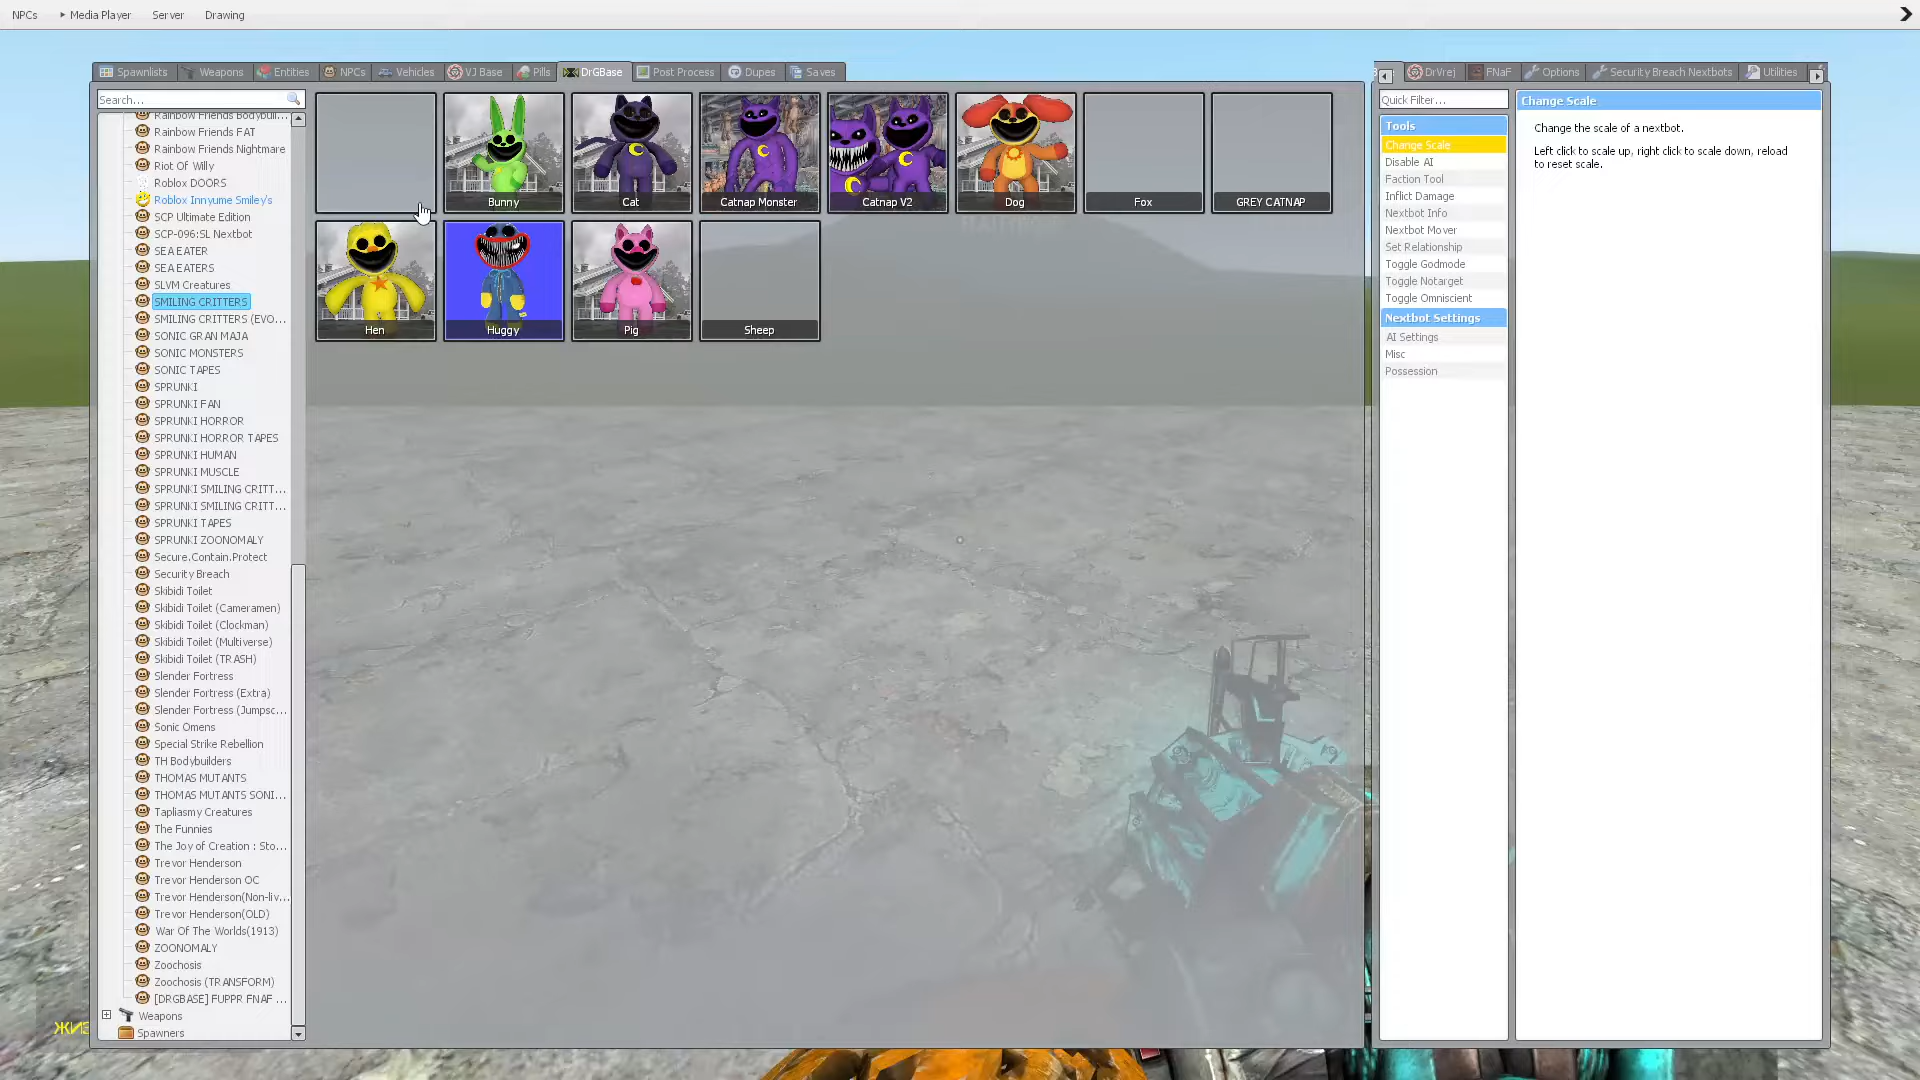 NPCs
Media Player
Server
Drawing
Spawnlists
Weapons
Entities
NPCs
Vehicles
VJ Base
Pills
DrGBase
Post Process
Dupes
Saves
DrVrej
FNaF
Options
Security Breach Nextbots
Utilities
Search...
Rainbow Friends Bodybuil...
Rainbow Friends FAT
Rainbow Friends Nightmare
Riot Of Willy
Roblox DOORS
Roblox Innyume Smiley's
SCP Ultimate Edition
SCP-096:SL Nextbot
SEA EATER
SEA EATERS
SLVM Creatures
SMILING CRITTERS
SMILING CRITTERS (EVO...
SONIC GRAN MAJA
SONIC MONSTERS
SONIC TAPES
SPRUNKI
SPRUNKI FAN
SPRUNKI HORROR
SPRUNKI HORROR TAPES
SPRUNKI HUMAN
SPRUNKI MUSCLE
SPRUNKI SMILING CRITT...
SPRUNKI SMILING CRITT...
SPRUNKI TAPES
SPRUNKI ZOONOMALY
Secure.Contain.Protect
Security Breach
Skibidi Toilet
Skibidi Toilet (Cameramen)
Skibidi Toilet (Clockman)
Skibidi Toilet (Multiverse)
Skibidi Toilet (TRASH)
Slender Fortress
Slender Fortress (Extra)
Slender Fortress (Jumpsc...
Sonic Omens
Special Strike Rebellion
TH Bodybuilders
THOMAS MUTANTS
THOMAS MUTANTS SONI...
Tapliasmy Creatures
The Funnies
The Joy of Creation : Sto...
Trevor Henderson
Trevor Henderson OC
Trevor Henderson(Non-liv...
Trevor Henderson(OLD)
War Of The Worlds(1913)
ZOONOMALY
Zoochosis
Zoochosis (TRANSFORM)
[DRGBASE] FUPPR FNAF ...
Weapons
Spawners
Bunny
Cat
Catnap Monster
Catnap V2
Dog
Fox
GREY CATNAP
Hen
Huggy
Pig
Sheep
Quick Filter...
Tools
Change Scale
Disable AI
Faction Tool
Inflict Damage
Nextbot Info
Nextbot Mover
Set Relationship
Toggle Godmode
Toggle Notarget
Toggle Omniscient
Nextbot Settings
AI Settings
Misc
Possession
Change Scale
Change the scale of a nextbot.
Left click to scale up, right click to scale down, reload
to reset scale.